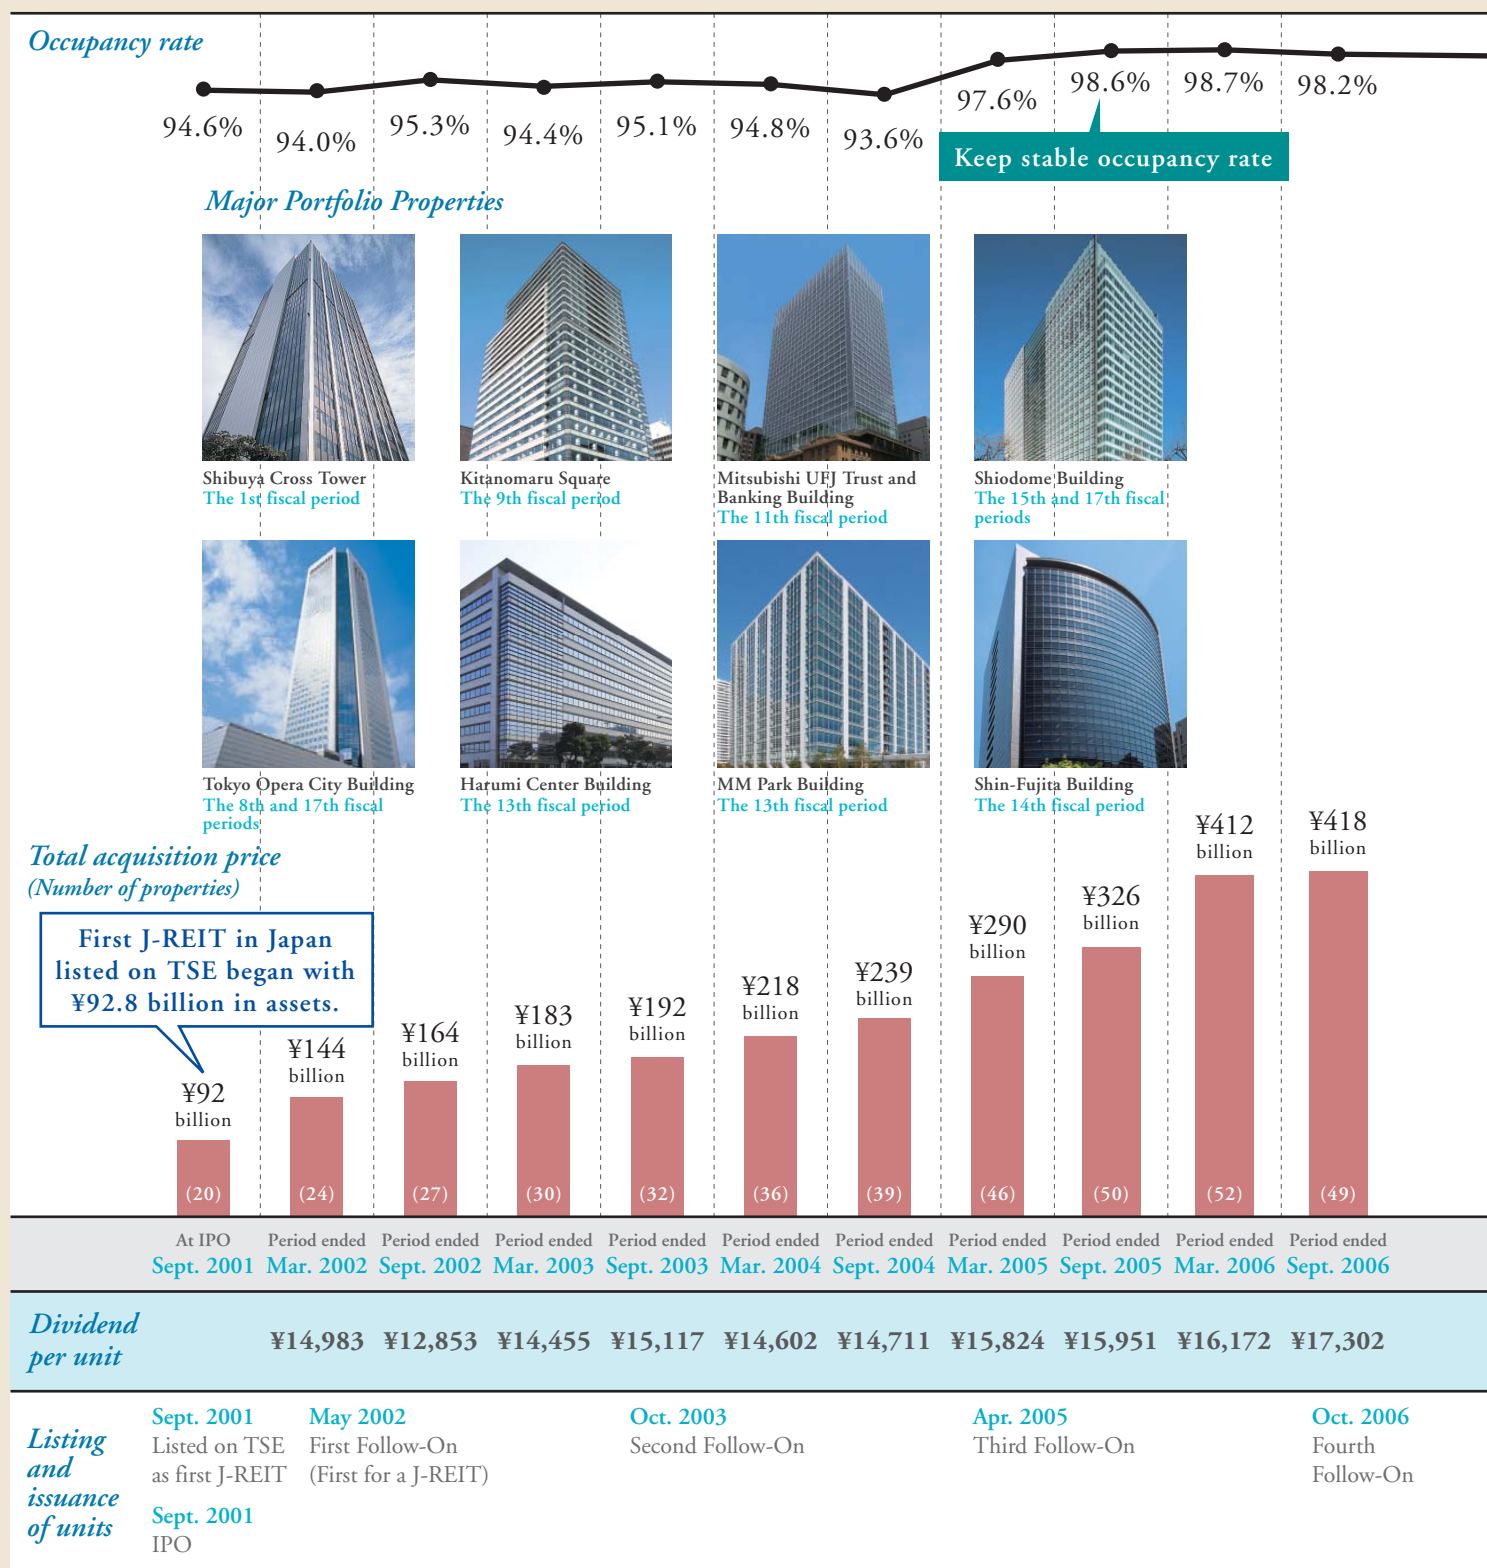 Occupancy rate
94.6%
94.0%
95.3%
94.4%
95.1%
94.8%
93.6%
97.6%
98.6%
98.7%
98.2%
Keep stable occupancy rate
Major Portfolio Properties
Shibuya Cross Tower
The 1st fiscal period
Kitanomaru Square
The 9th fiscal period
Mitsubishi UFJ Trust and
Banking Building
The 11th fiscal period
Shiodome Building
The 15th and 17th fiscal
periods
Tokyo Opera City Building
The 8th and 17th fiscal
periods
Harumi Center Building
The 13th fiscal period
MM Park Building
The 13th fiscal period
Shin-Fujita Building
The 14th fiscal period
Total acquisition price
(Number of properties)
First J-REIT in Japan
listed on TSE began with
¥92.8 billion in assets.
¥92
billion
¥144
billion
¥164
billion
¥183
billion
¥192
billion
¥218
billion
¥239
billion
¥290
billion
¥326
billion
¥412
billion
¥418
billion
(20)
(24)
(27)
(30)
(32)
(36)
(39)
(46)
(50)
(52)
(49)
At IPO
Sept. 2001
Period ended
Mar. 2002
Period ended
Sept. 2002
Period ended
Mar. 2003
Period ended
Sept. 2003
Period ended
Mar. 2004
Period ended
Sept. 2004
Period ended
Mar. 2005
Period ended
Sept. 2005
Period ended
Mar. 2006
Period ended
Sept. 2006
Dividend
per unit
¥14,983
¥12,853
¥14,455
¥15,117
¥14,602
¥14,711
¥15,824
¥15,951
¥16,172
¥17,302
Listing
and
issuance
of units
Sept. 2001
Listed on TSE
as first J-REIT
Sept. 2001
IPO
May 2002
First Follow-On
(First for a J-REIT)
Oct. 2003
Second Follow-On
Apr. 2005
Third Follow-On
Oct. 2006
Fourth
Follow-On